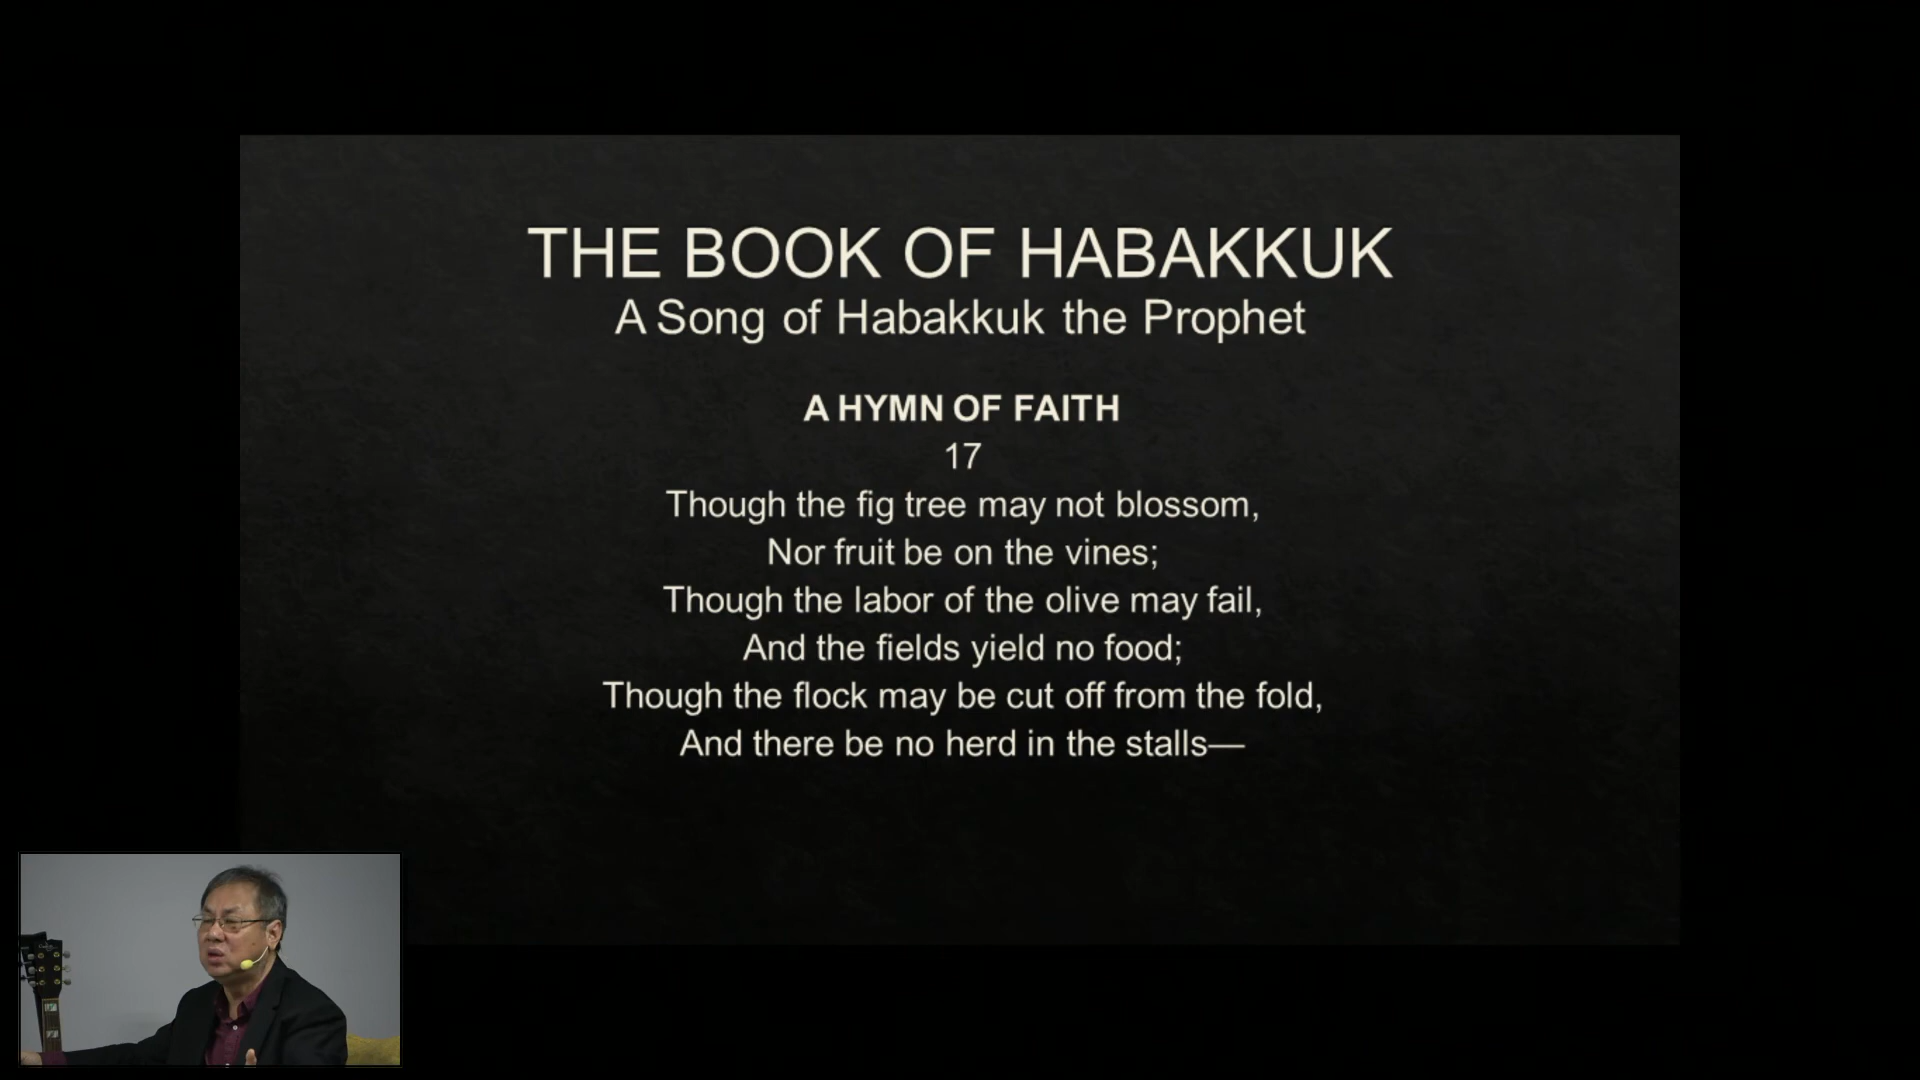 THE BOOK OF HABAKKUK
A Song of Habakkuk the Prophet
A HYMN OF FAITH
17
Though the fig tree may not blossom,
Nor fruit be on the vines;
Though the labor of the olive may fail,
And the fields yield no food;
Though the flock may be cut off from the fold,
And there be no herd in the stalls—